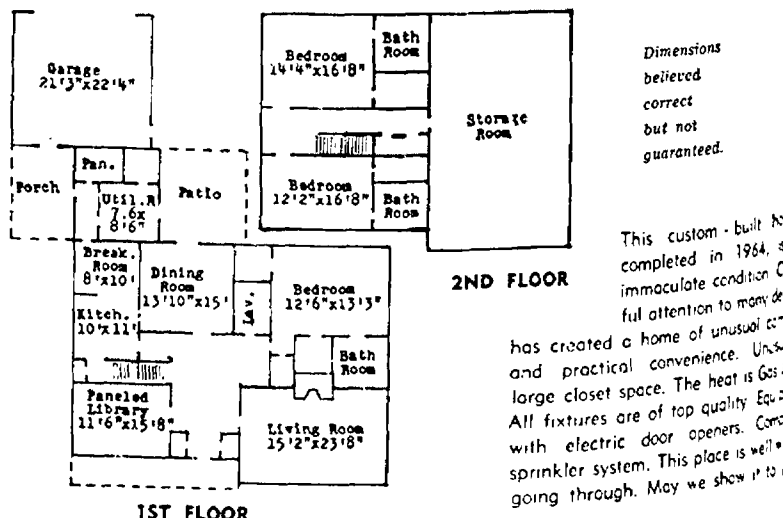 Garage
21'3"x22'4"
Porch
Pan.
Util.R
7.6x
8'6"
Patio
Break.
Room
8'x10'
Kitch.
10'x11'
Dining
Room
13'10"x15'
Lav.
Bedroom
12'6"x13'3"
Bath
Room
Paneled
Library
11'6"x15'8"
Living Room
15'2"x23'8"
1ST FLOOR
Bedroom
14'4"x16'8"
Bath
Room
Storage
Room
Bedroom
12'2"x16'8"
Bath
Room
2ND FLOOR
Dimensions
believed
correct
but not
guaranteed.
This custom - built
completed in 1964,
immaculate condition
ful attention to many
has created a home of unusual
and practical convenience.
large closet space. The heat is Gas
All fixtures are of top quality
with electric door openers.
sprinkler system. This place is well
going through. May we show it to